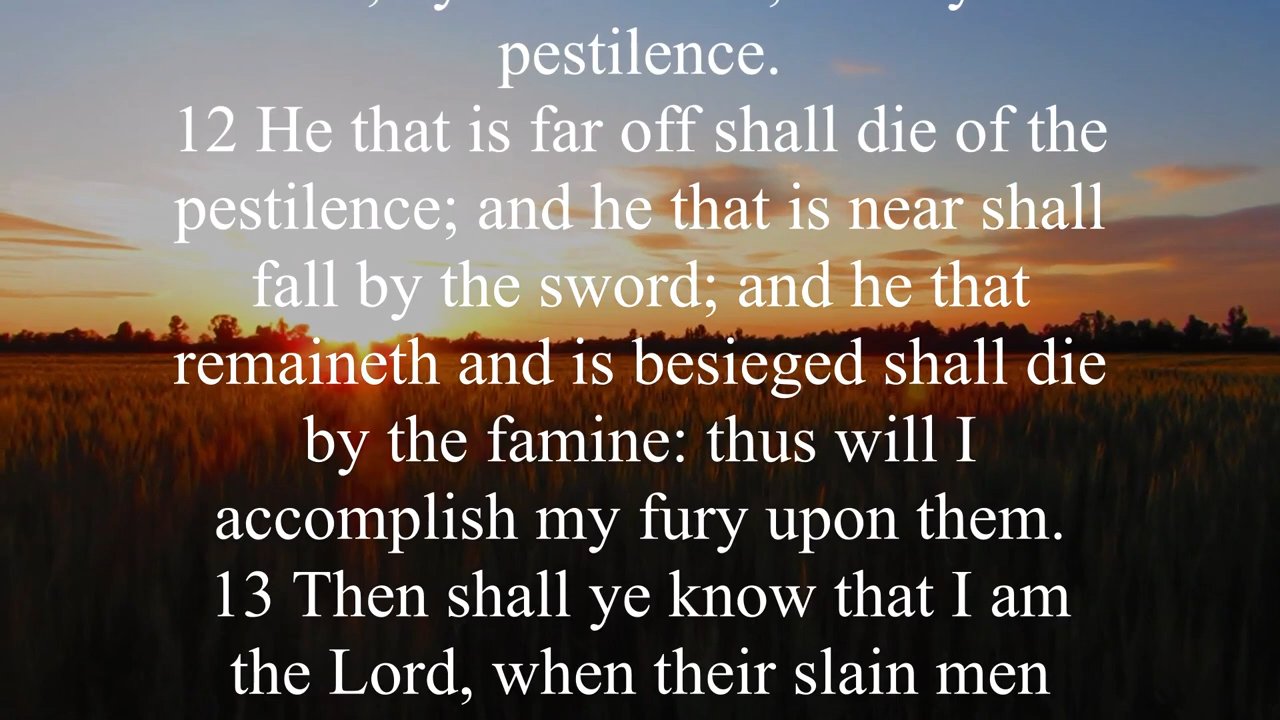 pestilence.
12 He that is far off shall die of the
pestilence; and he that is near shall
fall by the sword; and he that
remaineth and is besieged shall die
by the famine: thus will I
accomplish my fury upon them.
13 Then shall ye know that I am
the Lord, when their slain men